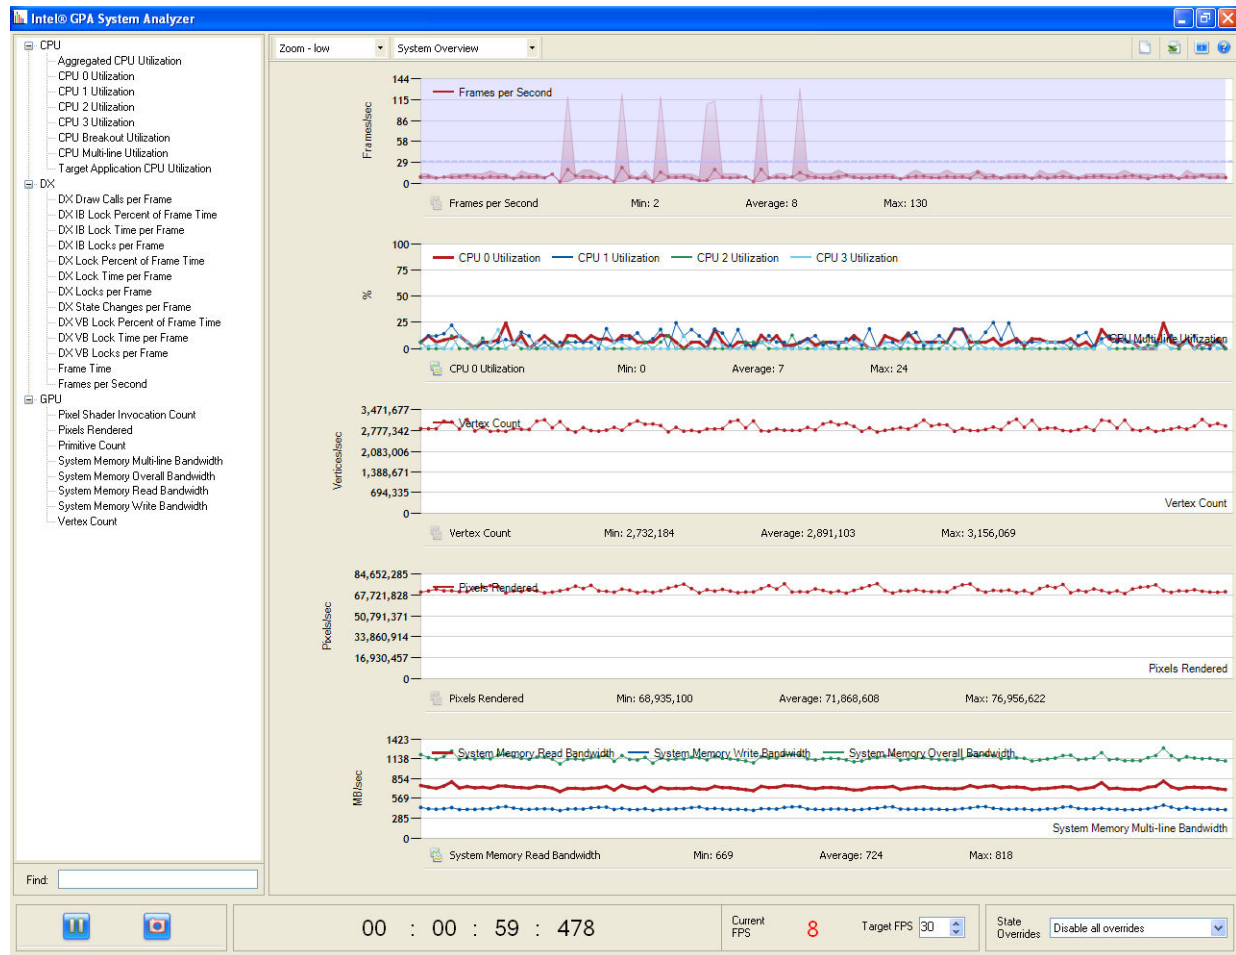 Intel® GPA System Analyzer
CPU
Aggregated CPU Utilization
CPU 0 Utilization
CPU 1 Utilization
CPU 2 Utilization
CPU 3 Utilization
CPU Breakout Utilization
CPU Multi-line Utilization
Target Application CPU Utilization
DX
DX Draw Calls per Frame
DX IB Lock Percent of Frame Time
DX IB Lock Time per Frame
DX IB Locks per Frame
DX Lock Percent of Frame Time
DX Lock Time per Frame
DX Locks per Frame
DX State Changes per Frame
DX VB Lock Percent of Frame Time
DX VB Lock Time per Frame
DX VB Locks per Frame
Frame Time
Frames per Second
GPU
Pixel Shader Invocation Count
Pixels Rendered
Primitive Count
System Memory Multi-line Bandwidth
System Memory Overall Bandwidth
System Memory Read Bandwidth
System Memory Write Bandwidth
Vertex Count
Find:
Zoom - low System Overview
Frames/sec
144
115
86
58
29
0
Frames per Second
Frames per Second Min: 2 Average: 8 Max: 130
%
100
75
50
25
0
CPU 0 Utilization CPU 1 Utilization CPU 2 Utilization CPU 3 Utilization
CPU Multi-line Utilization
CPU 0 Utilization Min: 0 Average: 7 Max: 24
Vertices/sec
3,471,677
2,777,342
2,083,006
1,388,671
694,335
0
Vertex Count
Vertex Count
Vertex Count Min: 2,732,184 Average: 2,891,103 Max: 3,156,069
Pixels/sec
84,652,285
67,721,828
50,791,371
33,860,914
16,930,457
0
Pixels Rendered
Pixels Rendered
Pixels Rendered Min: 68,935,100 Average: 71,868,608 Max: 76,956,622
MB/sec
1423
1138
854
569
285
0
System Memory Read Bandwidth System Memory Write Bandwidth System Memory Overall Bandwidth
System Memory Multi-line Bandwidth
System Memory Read Bandwidth Min: 669 Average: 724 Max: 818
00 : 00 : 59 : 478
Current FPS 8
Target FPS 30
State Overrides Disable all overrides